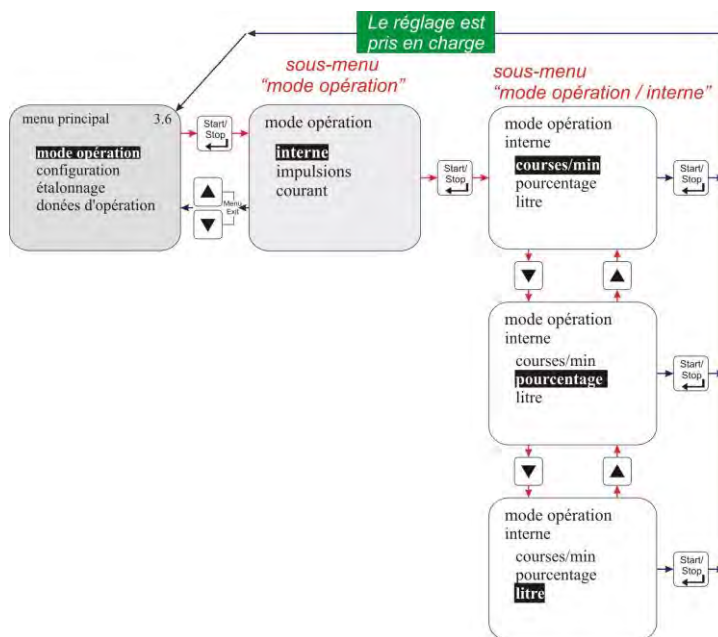 Le réglage est
pris en charge
sous-menu
“mode opération”
sous-menu
“mode opération / interne”
menu principal 3.6
mode opération
configuration
étalonnage
donées d'opération
Start/
Stop
Menu
Exit
mode opération
interne
impulsions
courant
Start/
Stop
mode opération
interne
courses/min
pourcentage
litre
Start/
Stop
mode opération
interne
courses/min
pourcentage
litre
Start/
Stop
mode opération
interne
courses/min
pourcentage
litre
Start/
Stop